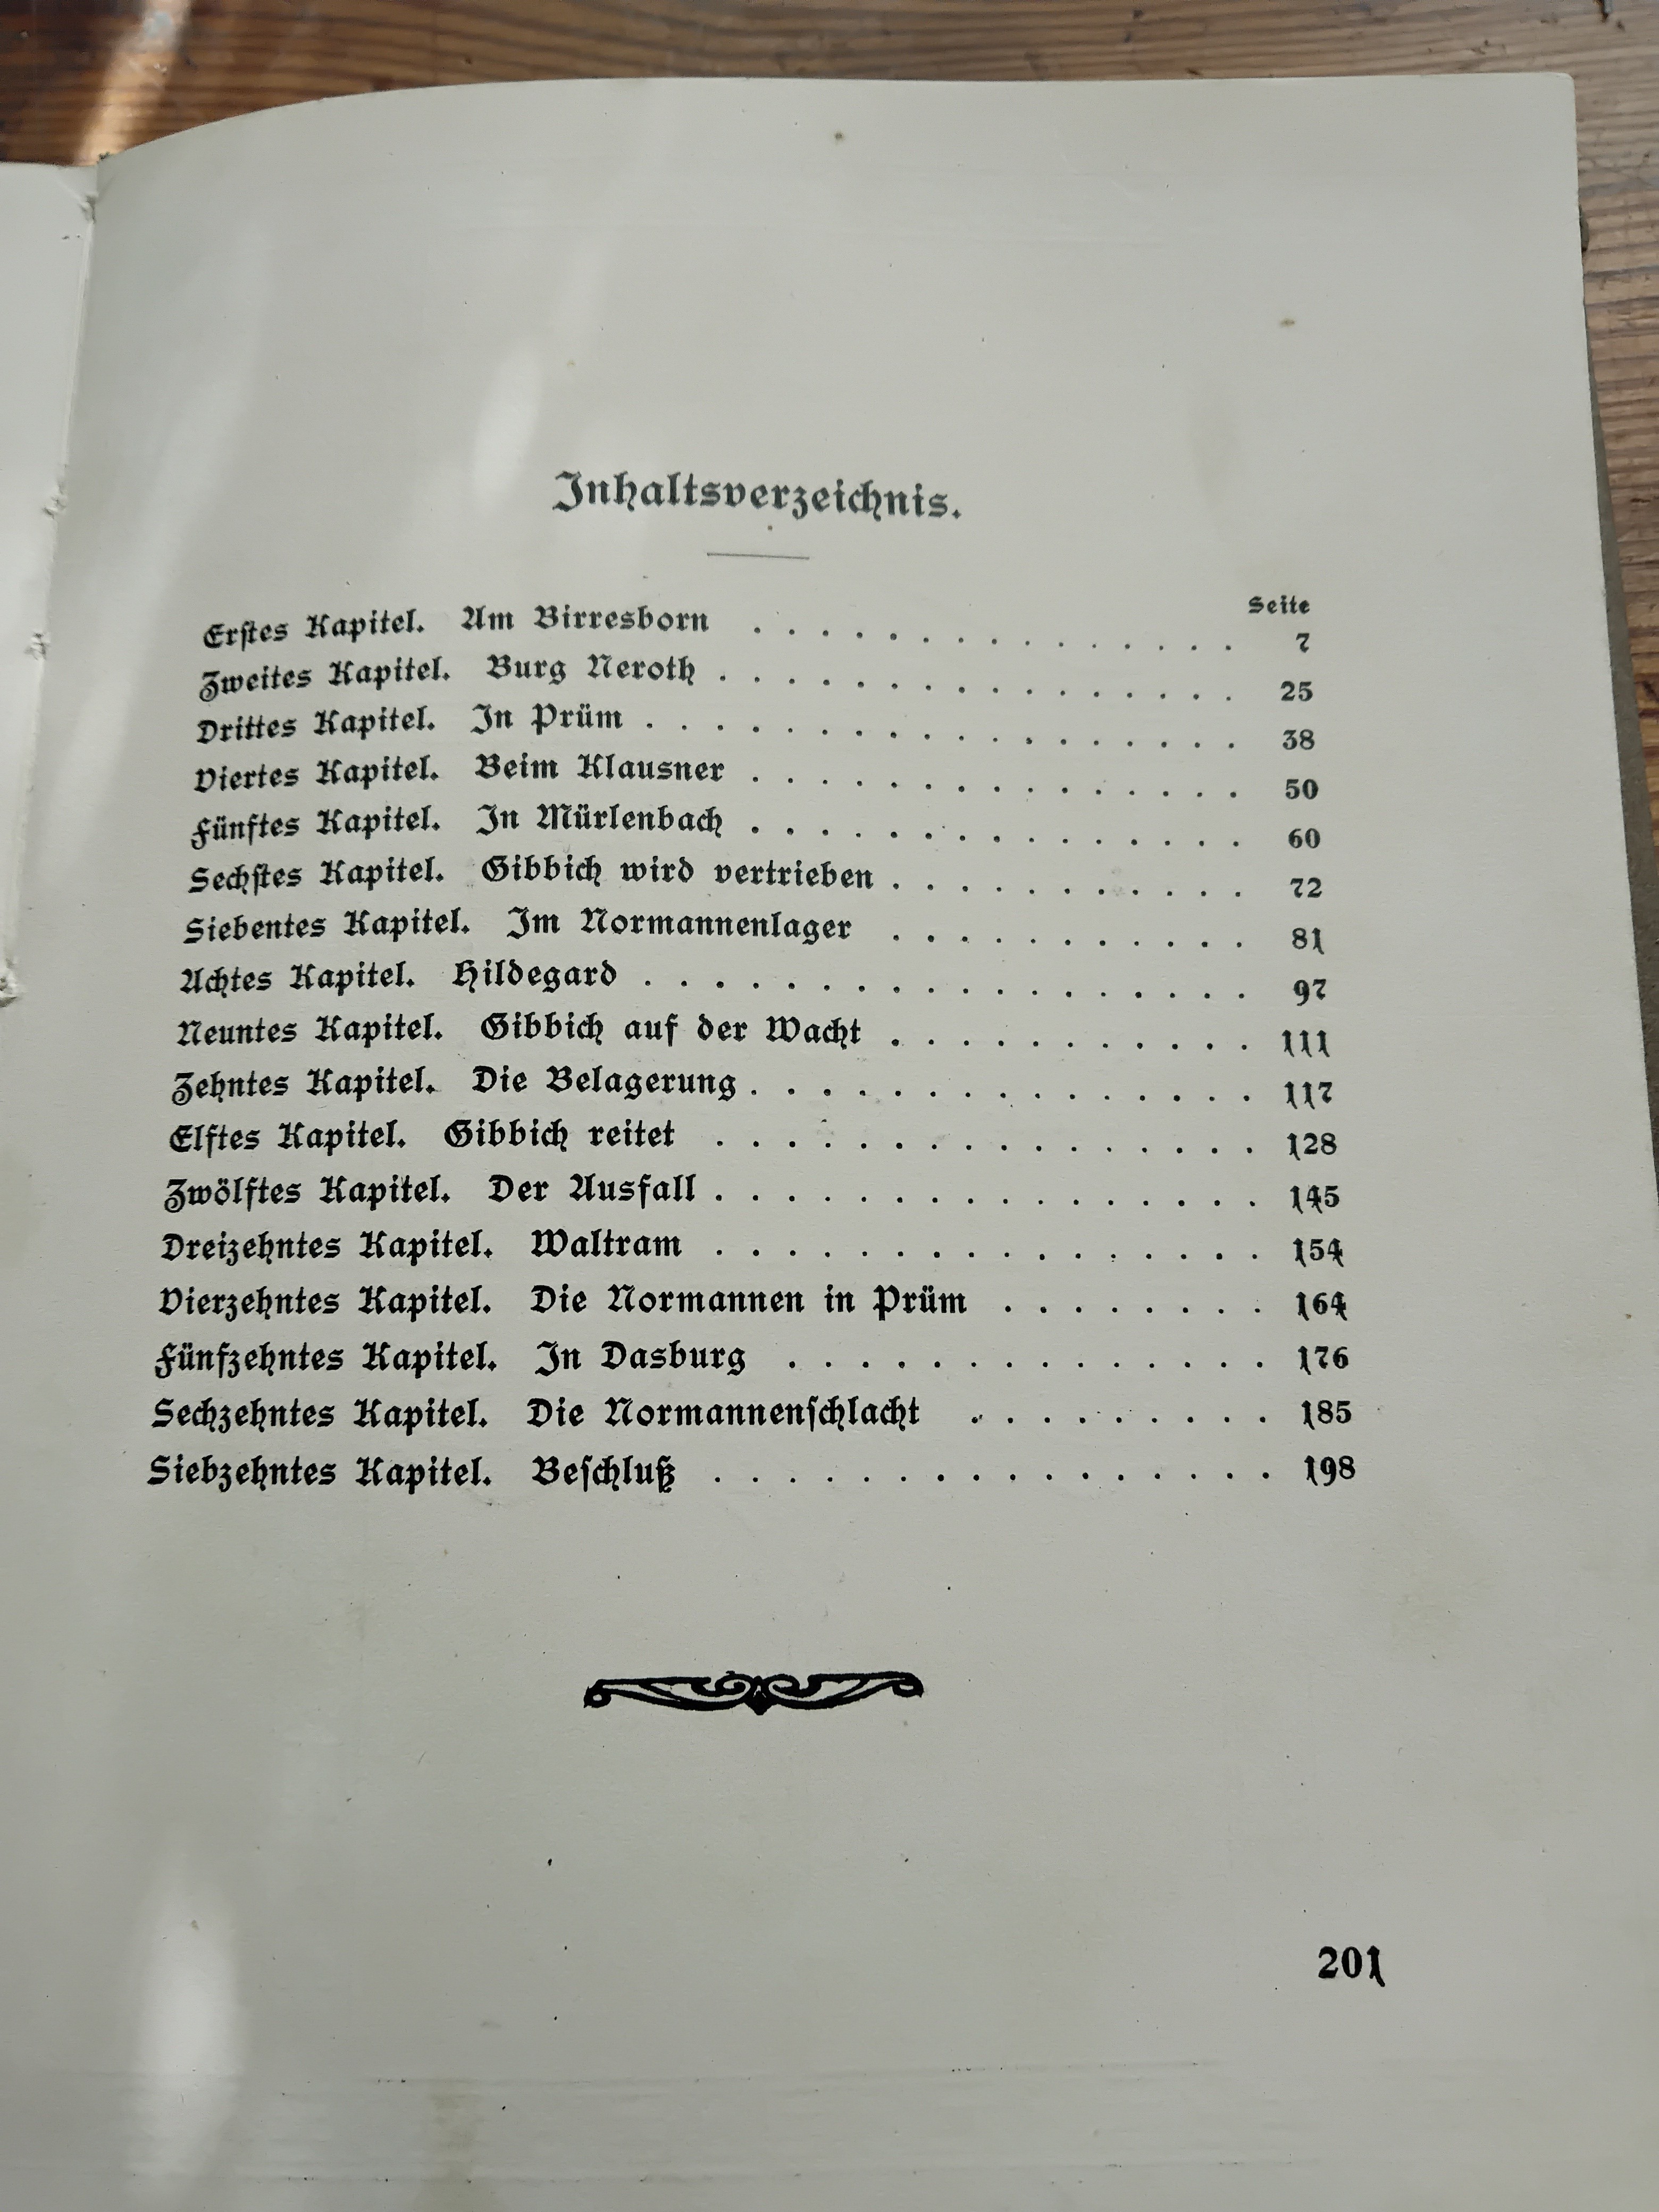 Inhaltsverzeichnis.
Seite
Erstes Kapitel. Am Birresborn . . . . . . . . . . . . . . 7
Zweites Kapitel. Burg Neroth . . . . . . . . . . . . . . . 25
Drittes Kapitel. In Prüm . . . . . . . . . . . . . . . . . 38
Viertes Kapitel. Beim Klausner . . . . . . . . . . . . . . 50
Fünftes Kapitel. In Mürlenbach . . . . . . . . . . . . . . 60
Sechstes Kapitel. Gibbich wird vertrieben . . . . . . . . . . . 72
Siebentes Kapitel. Im Normannenlager . . . . . . . . . . . 81
Achtes Kapitel. Hildegard . . . . . . . . . . . . . . . . . 97
Neuntes Kapitel. Gibbich auf der Wacht . . . . . . . . . . . 111
Zehntes Kapitel. Die Belagerung . . . . . . . . . . . . . . . 117
Elftes Kapitel. Gibbich reitet . . . . . . . . . . . . . . . . 128
Zwölftes Kapitel. Der Ausfall . . . . . . . . . . . . . . . . 145
Dreizehntes Kapitel. Waltram . . . . . . . . . . . . . . . . 154
Vierzehntes Kapitel. Die Normannen in Prüm . . . . . . . . 164
Fünfzehntes Kapitel. In Dasburg . . . . . . . . . . . . . . 176
Sechzehntes Kapitel. Die Normannenschlacht . . . . . . . . . 185
Siebzehntes Kapitel. Beschluß . . . . . . . . . . . . . . . . 198
201